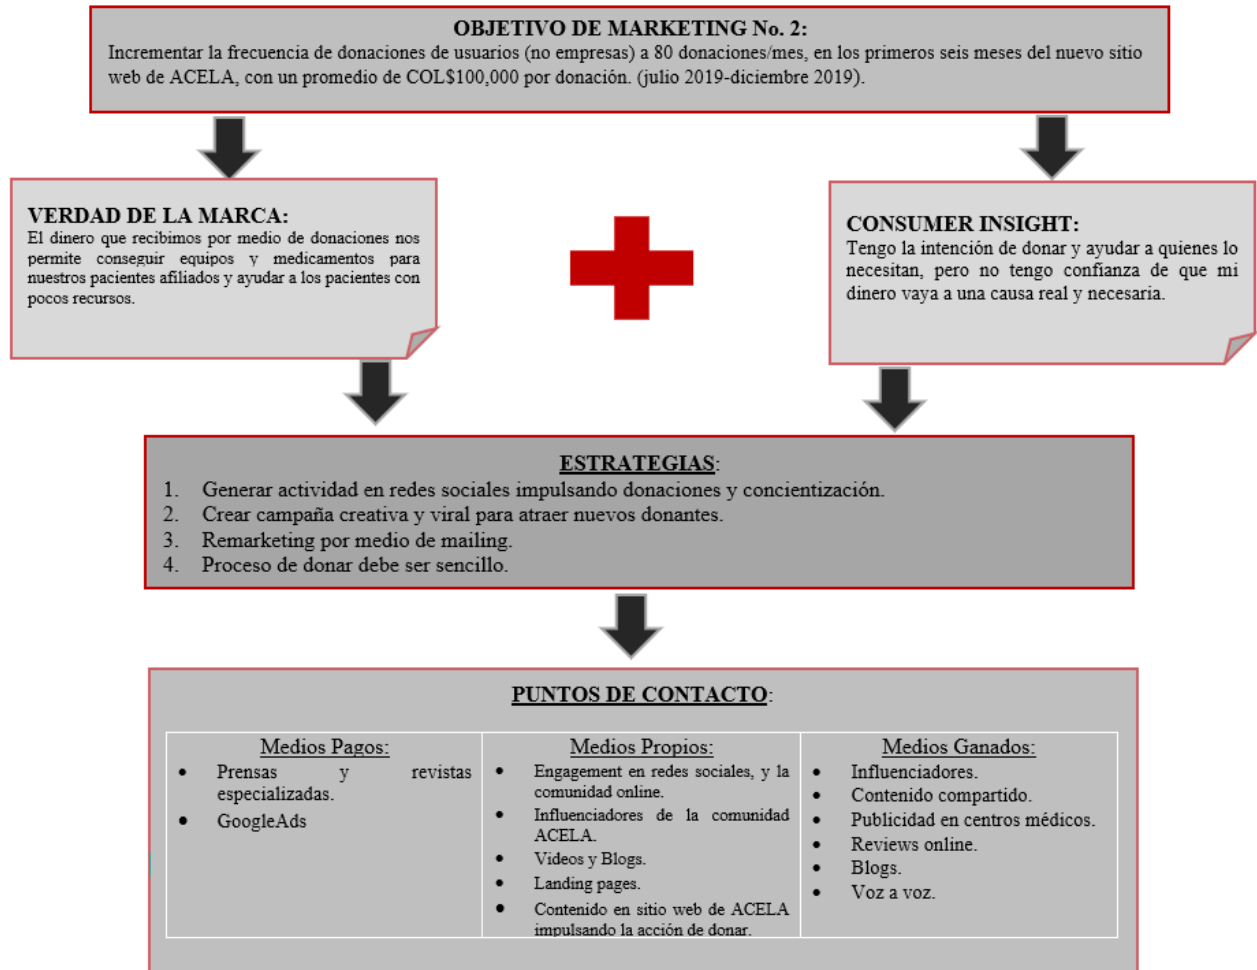 OBJETIVO DE MARKETING No. 2:
Incrementar la frecuencia de donaciones de usuarios (no empresas) a 80 donaciones/mes, en los primeros seis meses del nuevo sitio
web de ACELA, con un promedio de COL$100,000 por donación. (julio 2019-diciembre 2019).
VERDAD DE LA MARCA:
El dinero que recibimos por medio de donaciones nos
permite conseguir equipos y medicamentos para
nuestros pacientes afiliados y ayudar a los pacientes con
pocos recursos.
CONSUMER INSIGHT:
Tengo la intención de donar y ayudar a quienes lo
necesitan, pero no tengo confianza de que mi
dinero vaya a una causa real y necesaria.
ESTRATEGIAS:
1. Generar actividad en redes sociales impulsando donaciones y concientización.
2. Crear campaña creativa y viral para atraer nuevos donantes.
3. Remarketing por medio de mailing.
4. Proceso de donar debe ser sencillo.
PUNTOS DE CONTACTO:
Medios Pagos:
• Prensas y revistas
especializadas.
• GoogleAds
Medios Propios:
• Engagement en redes sociales, y la
comunidad online.
• Influenciadores de la comunidad
ACELA.
• Videos y Blogs.
• Landing pages.
• Contenido en sitio web de ACELA
impulsando la acción de donar.
Medios Ganados:
• Influenciadores.
• Contenido compartido.
• Publicidad en centros médicos.
• Reviews online.
• Blogs.
• Voz a voz.